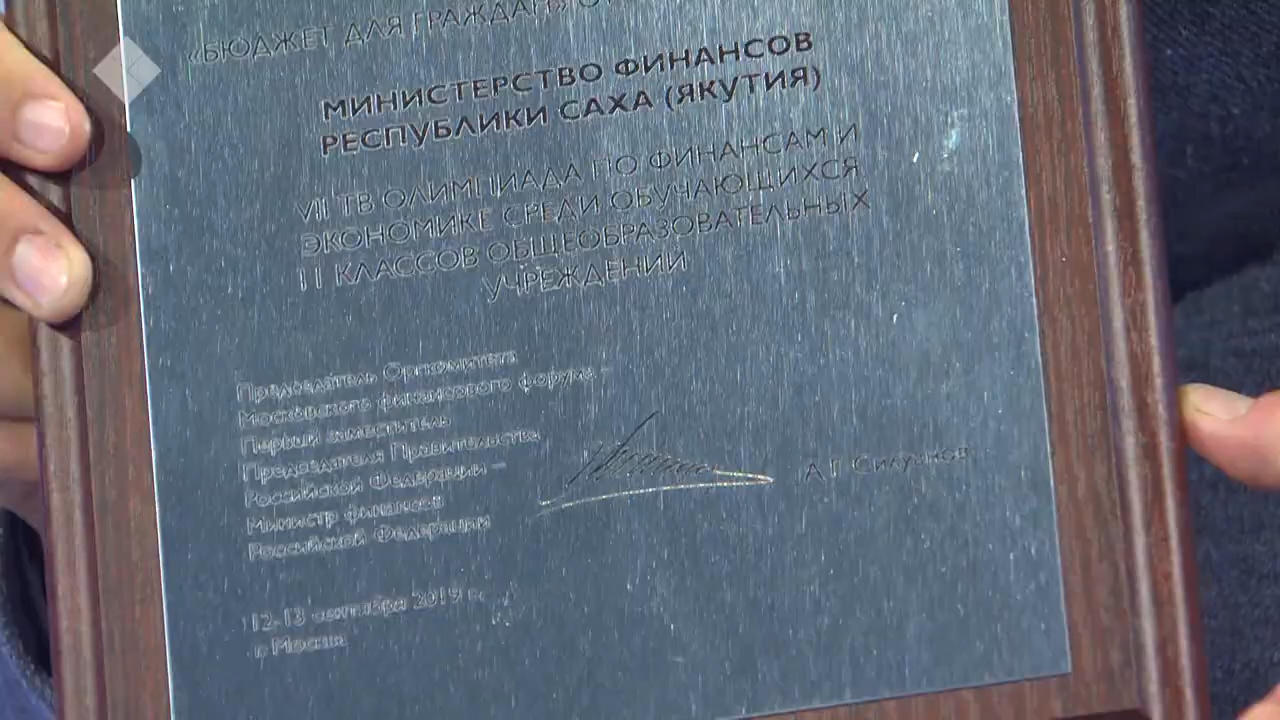 «БЮДЖЕТ ДЛЯ ГРАЖДАН»
МИНИСТЕРСТВО ФИНАНСОВ
РЕСПУБЛИКИ САХА (ЯКУТИЯ)
VII ТВ ОЛИМПИАДА ПО ФИНАНСАМ И
ЭКОНОМИКЕ СРЕДИ ОБУЧАЮЩИХСЯ
11 КЛАССОВ ОБЩЕОБРАЗОВАТЕЛЬНЫХ
УЧРЕЖДЕНИЙ
Председатель Оргкомитета
Московского финансового форума –
Первый заместитель
Председателя Правительства
Российской Федерации –
Министр финансов
Российской Федерации
А.Г. Силуанов
12-13 сентября 2019 г.,
г. Москва